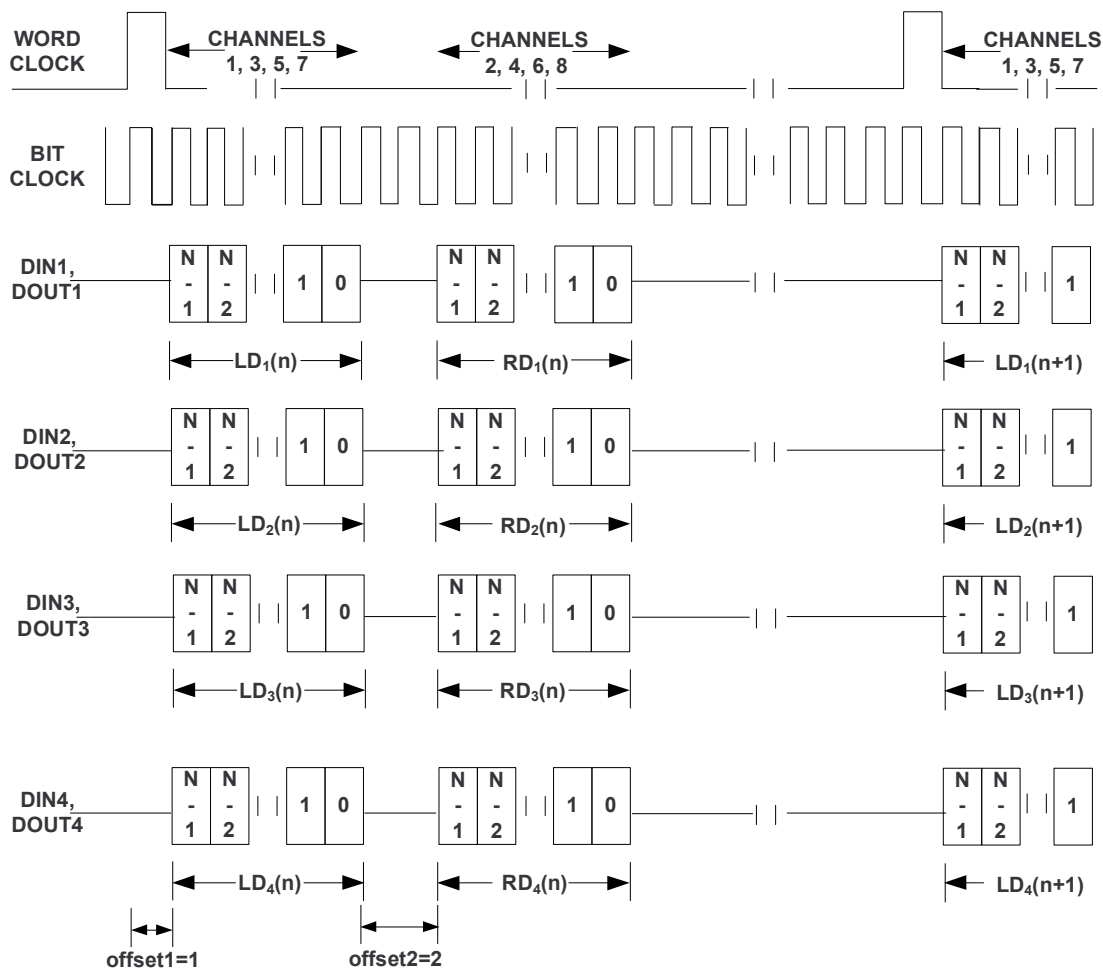 WORD CLOCK
CHANNELS 1, 3, 5, 7
CHANNELS 2, 4, 6, 8
CHANNELS 1, 3, 5, 7
BIT CLOCK
DIN1, DOUT1
N-1 N-2 1 0 N-1 N-2 1 0 N-1 N-2 1
LD₁(n) RD₁(n) LD₁(n+1)
DIN2, DOUT2
N-1 N-2 1 0 N-1 N-2 1 0 N-1 N-2 1
LD₂(n) RD₂(n) LD₂(n+1)
DIN3, DOUT3
N-1 N-2 1 0 N-1 N-2 1 0 N-1 N-2 1
LD₃(n) RD₃(n) LD₃(n+1)
DIN4, DOUT4
N-1 N-2 1 0 N-1 N-2 1 0 N-1 N-2 1
LD₄(n) RD₄(n) LD₄(n+1)
offset1=1 offset2=2